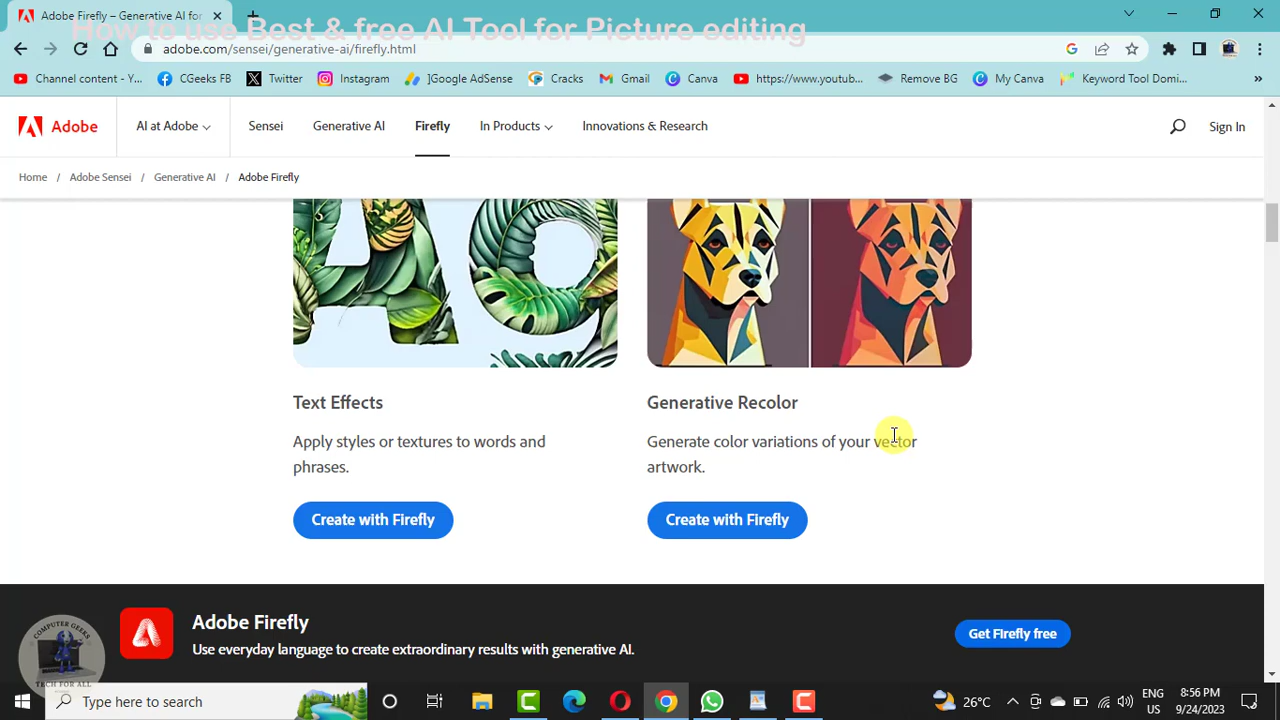 Adobe Firefly – Generative AI for
How to use Best & free AI Tool for Picture editing
adobe.com/sensei/generative-ai/firefly.html
Channel content - Y... CGeeks FB Twitter Instagram ]Google AdSense Cracks Gmail Canva https://www.youtub... Remove BG My Canva Keyword Tool Domi... »
Adobe AI at Adobe Sensei Generative AI Firefly In Products Innovations & Research Sign In
Home / Adobe Sensei / Generative AI / Adobe Firefly
Text Effects
Apply styles or textures to words and
phrases.
Create with Firefly
Generative Recolor
Generate color variations of your vector
artwork.
Create with Firefly
Adobe Firefly
Use everyday language to create extraordinary results with generative AI.
Get Firefly free
COMPUTER GEEKS
TECH FOR ALL
Type here to search
26°C
ENG
US
8:56 PM
9/24/2023